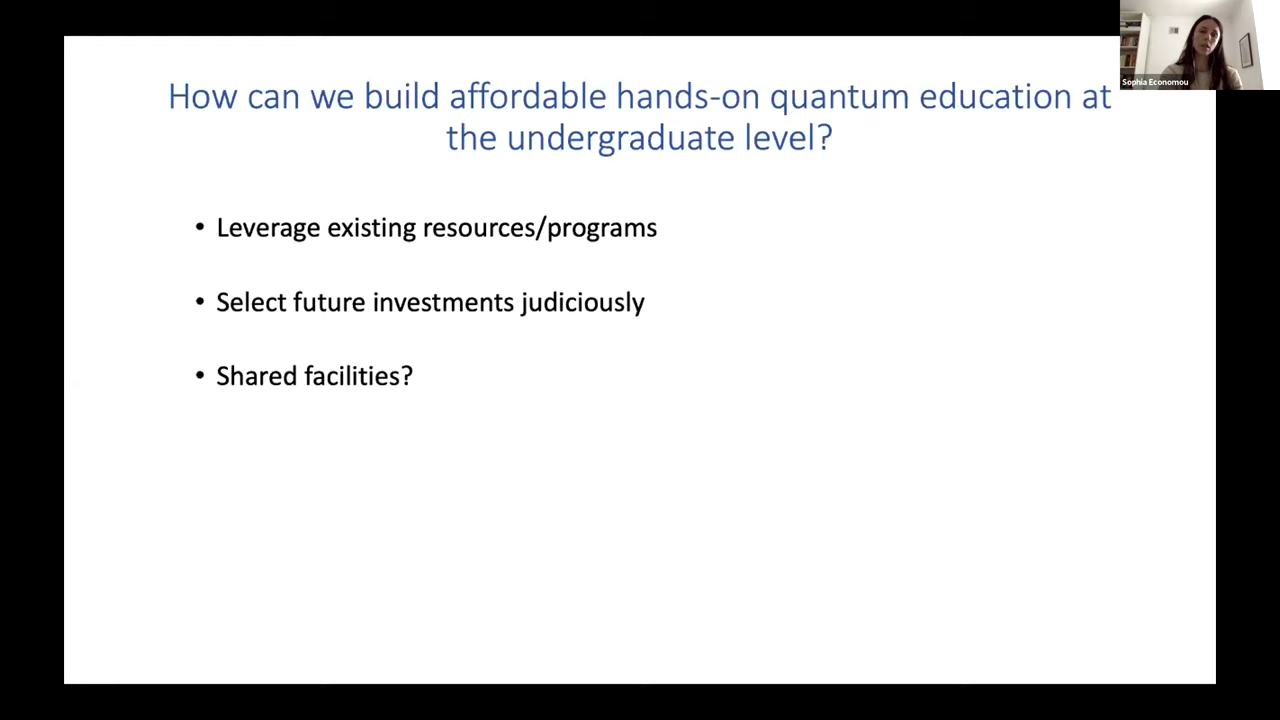 How can we build affordable hands-on quantum education at
the undergraduate level?
• Leverage existing resources/programs
• Select future investments judiciously
• Shared facilities?
Sophia Economou